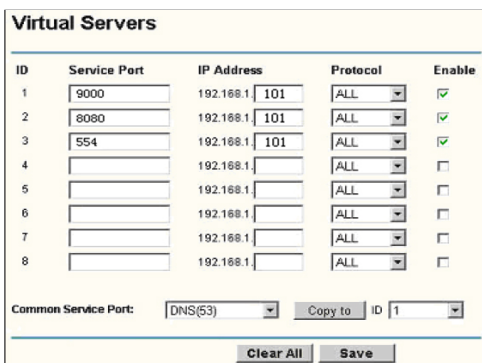 Virtual Servers
ID Service Port IP Address Protocol Enable
1 9000 192.168.1. 101 ALL
2 8080 192.168.1. 101 ALL
3 554 192.168.1. 101 ALL
4 192.168.1. ALL
5 192.168.1. ALL
6 192.168.1. ALL
7 192.168.1. ALL
8 192.168.1. ALL
Common Service Port: DNS(53) Copy to ID 1
Clear All Save